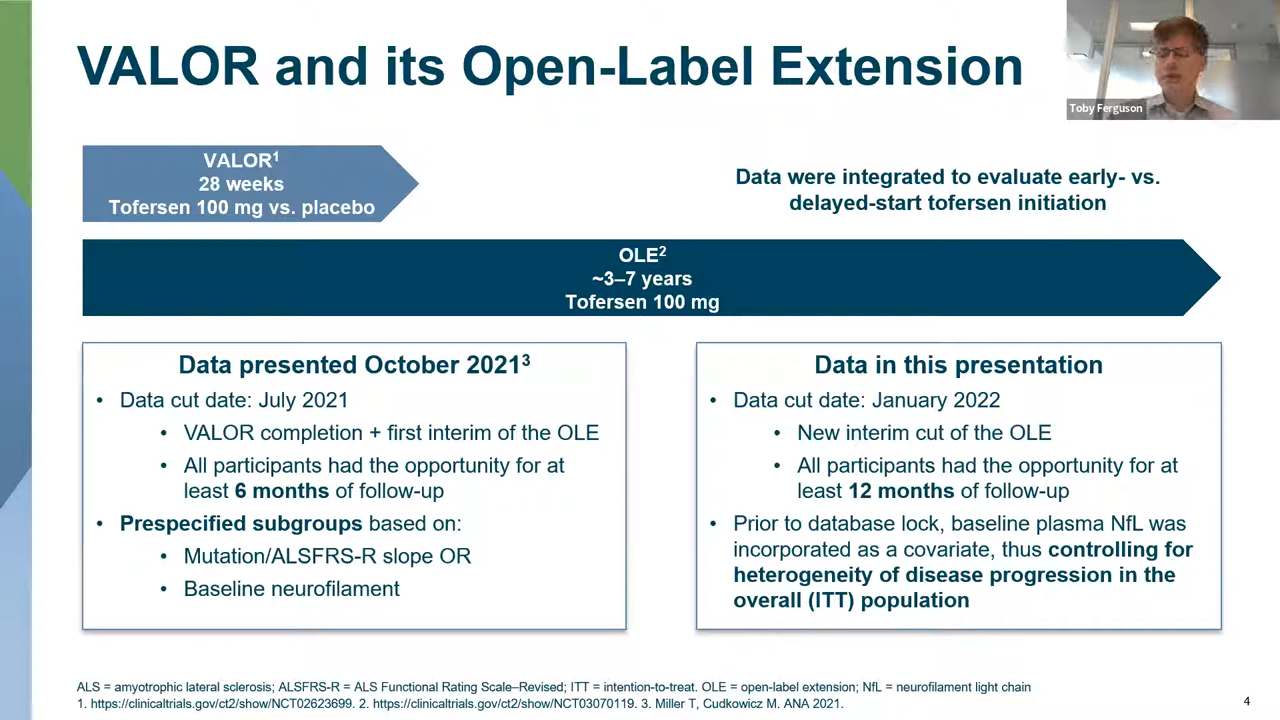 VALOR and its Open-Label Extension
Toby Ferguson
VALOR¹
28 weeks
Tofersen 100 mg vs. placebo
Data were integrated to evaluate early- vs.
delayed-start tofersen initiation
OLE²
~3–7 years
Tofersen 100 mg
Data presented October 2021³
• Data cut date: July 2021
• VALOR completion + first interim of the OLE
• All participants had the opportunity for at
least 6 months of follow-up
• Prespecified subgroups based on:
• Mutation/ALSFRS-R slope OR
• Baseline neurofilament
Data in this presentation
• Data cut date: January 2022
• New interim cut of the OLE
• All participants had the opportunity for at
least 12 months of follow-up
• Prior to database lock, baseline plasma NfL was
incorporated as a covariate, thus controlling for
heterogeneity of disease progression in the
overall (ITT) population
ALS = amyotrophic lateral sclerosis; ALSFRS-R = ALS Functional Rating Scale–Revised; ITT = intention-to-treat. OLE = open-label extension; NfL = neurofilament light chain
1. https://clinicaltrials.gov/ct2/show/NCT02623699. 2. https://clinicaltrials.gov/ct2/show/NCT03070119. 3. Miller T, Cudkowicz M. ANA 2021.
4